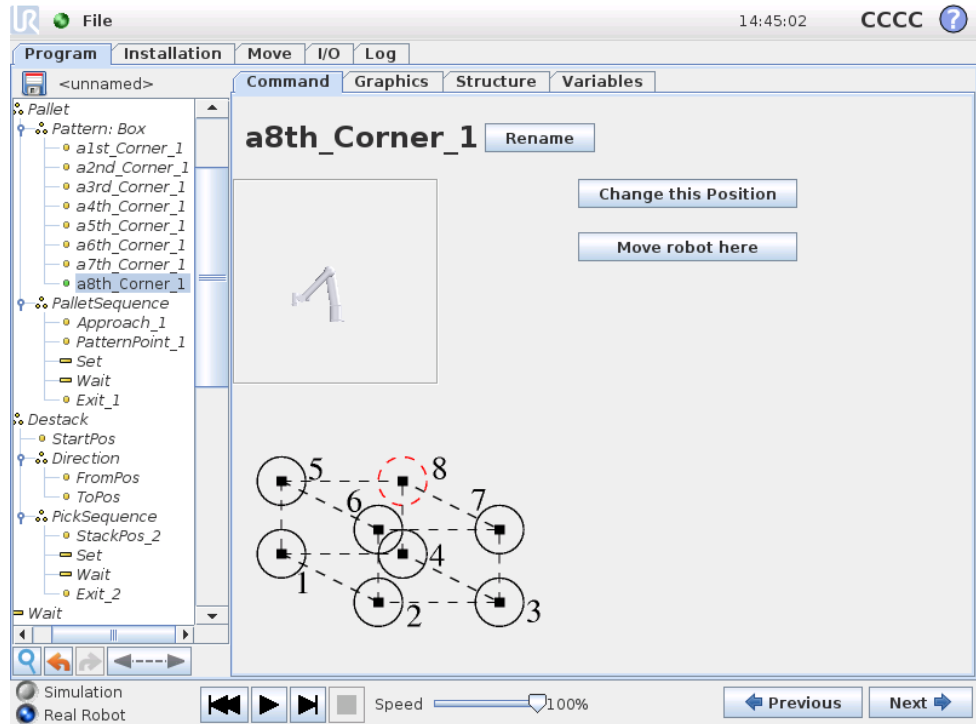 UR File 14:45:02 CCCC ?
Program Installation Move I/O Log
<unnamed>
Command Graphics Structure Variables
Pallet
Pattern: Box
a1st_Corner_1
a2nd_Corner_1
a3rd_Corner_1
a4th_Corner_1
a5th_Corner_1
a6th_Corner_1
a7th_Corner_1
a8th_Corner_1
PalletSequence
Approach_1
PatternPoint_1
Set
Wait
Exit_1
Destack
StartPos
Direction
FromPos
ToPos
PickSequence
StackPos_2
Set
Wait
Exit_2
Wait
a8th_Corner_1 Rename
Change this Position
Move robot here
5 8
6 7
4
1 2 3
Simulation
Real Robot
Speed 100%
Previous Next